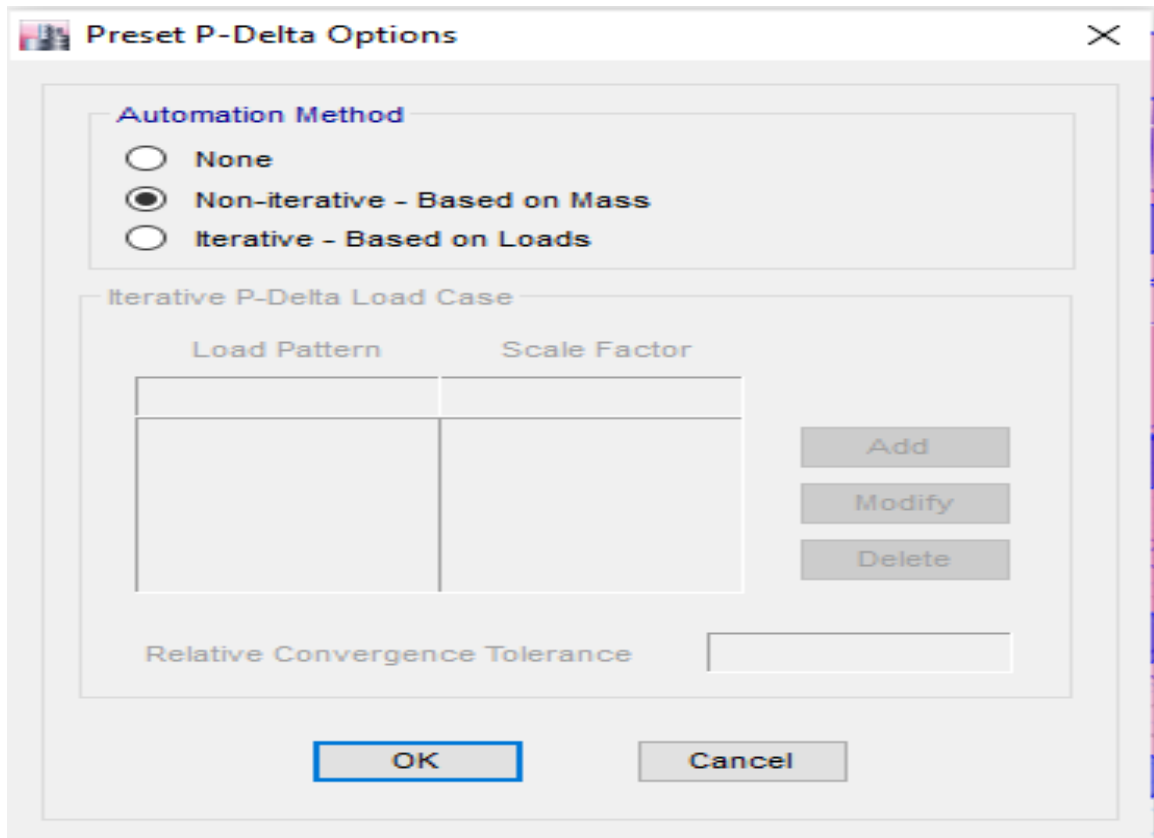 Preset P-Delta Options
Automation Method
None
Non-iterative - Based on Mass
Iterative - Based on Loads
Iterative P-Delta Load Case
Load Pattern Scale Factor
Add
Modify
Delete
Relative Convergence Tolerance
OK Cancel